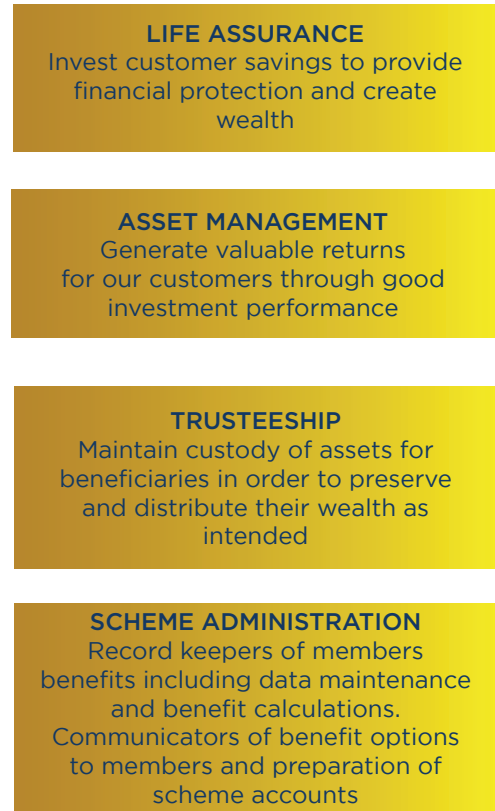 LIFE ASSURANCE
Invest customer savings to provide
financial protection and create
wealth
ASSET MANAGEMENT
Generate valuable returns
for our customers through good
investment performance
TRUSTEESHIP
Maintain custody of assets for
beneficiaries in order to preserve
and distribute their wealth as
intended
SCHEME ADMINISTRATION
Record keepers of members
benefits including data maintenance
and benefit calculations.
Communicators of benefit options
to members and preparation of
scheme accounts